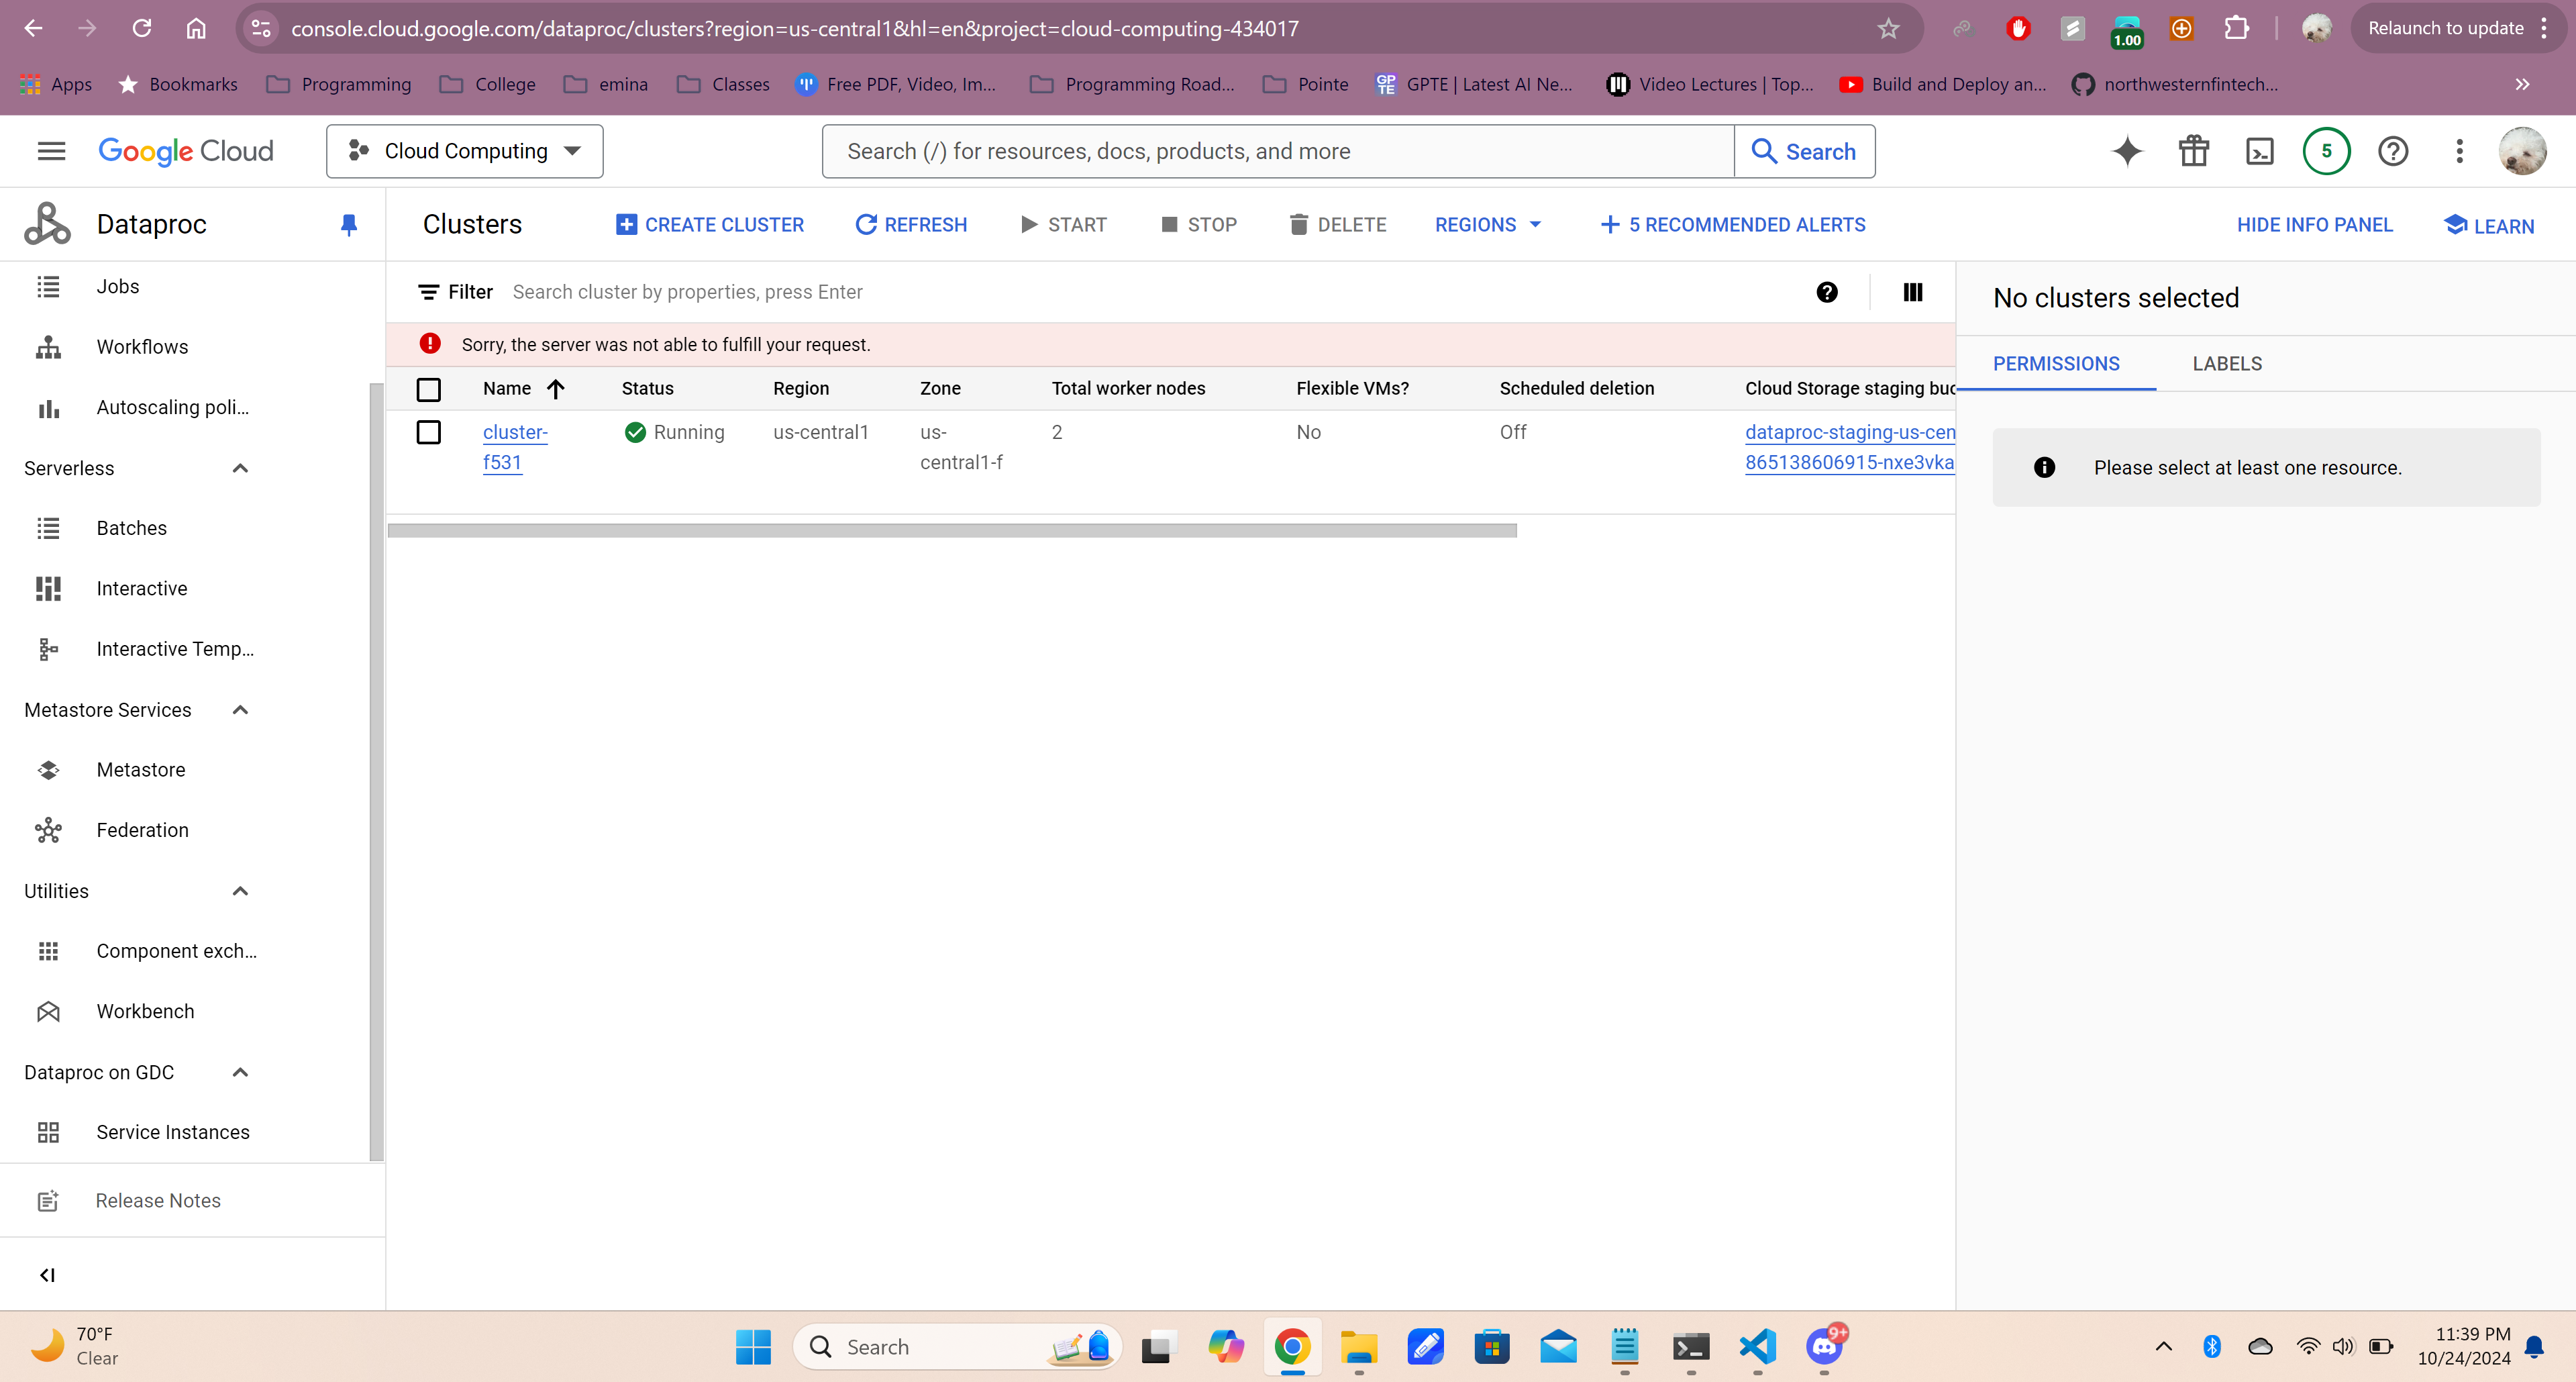 console.cloud.google.com/dataproc/clusters?region=us-central1&hl=en&project=cloud-computing-434017
1.00
Relaunch to update
Apps
Bookmarks
Programming
College
emina
Classes
Free PDF, Video, Im...
Programming Road...
Pointe
GPTE | Latest AI Ne...
Video Lectures | Top...
Build and Deploy an...
northwesternfintech...
Google Cloud
Cloud Computing
Search (/) for resources, docs, products, and more
Search
5
Dataproc
Clusters
CREATE CLUSTER
REFRESH
START
STOP
DELETE
REGIONS
5 RECOMMENDED ALERTS
HIDE INFO PANEL
LEARN
Jobs
Workflows
Autoscaling poli...
Serverless
Batches
Interactive
Interactive Temp...
Metastore Services
Metastore
Federation
Utilities
Component exch...
Workbench
Dataproc on GDC
Service Instances
Release Notes
Filter
Search cluster by properties, press Enter
Sorry, the server was not able to fulfill your request.
Name Status Region Zone Total worker nodes Flexible VMs? Scheduled deletion Cloud Storage staging buc
cluster- Running us-central1 us- 2 No Off dataproc-staging-us-cen
f531 central1-f 865138606915-nxe3vka
No clusters selected
PERMISSIONS
LABELS
Please select at least one resource.
70°F
Clear
Search
9+
11:39 PM
10/24/2024